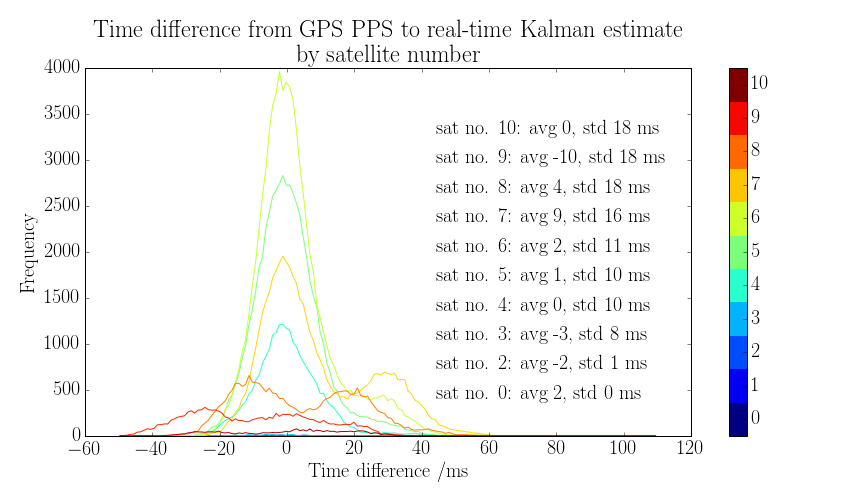 Time difference from GPS PPS to real-time Kalman estimate
by satellite number
4000
3500
3000
2500
2000
1500
1000
500
0
Frequency
sat no. 10: avg 0, std 18 ms
sat no. 9: avg -10, std 18 ms
sat no. 8: avg 4, std 18 ms
sat no. 7: avg 9, std 16 ms
sat no. 6: avg 2, std 11 ms
sat no. 5: avg 1, std 10 ms
sat no. 4: avg 0, std 10 ms
sat no. 3: avg -3, std 8 ms
sat no. 2: avg -2, std 1 ms
sat no. 0: avg 2, std 0 ms
−60 −40 −20 0 20 40 60 80 100 120
Time difference /ms
10
9
8
7
6
5
4
3
2
1
0